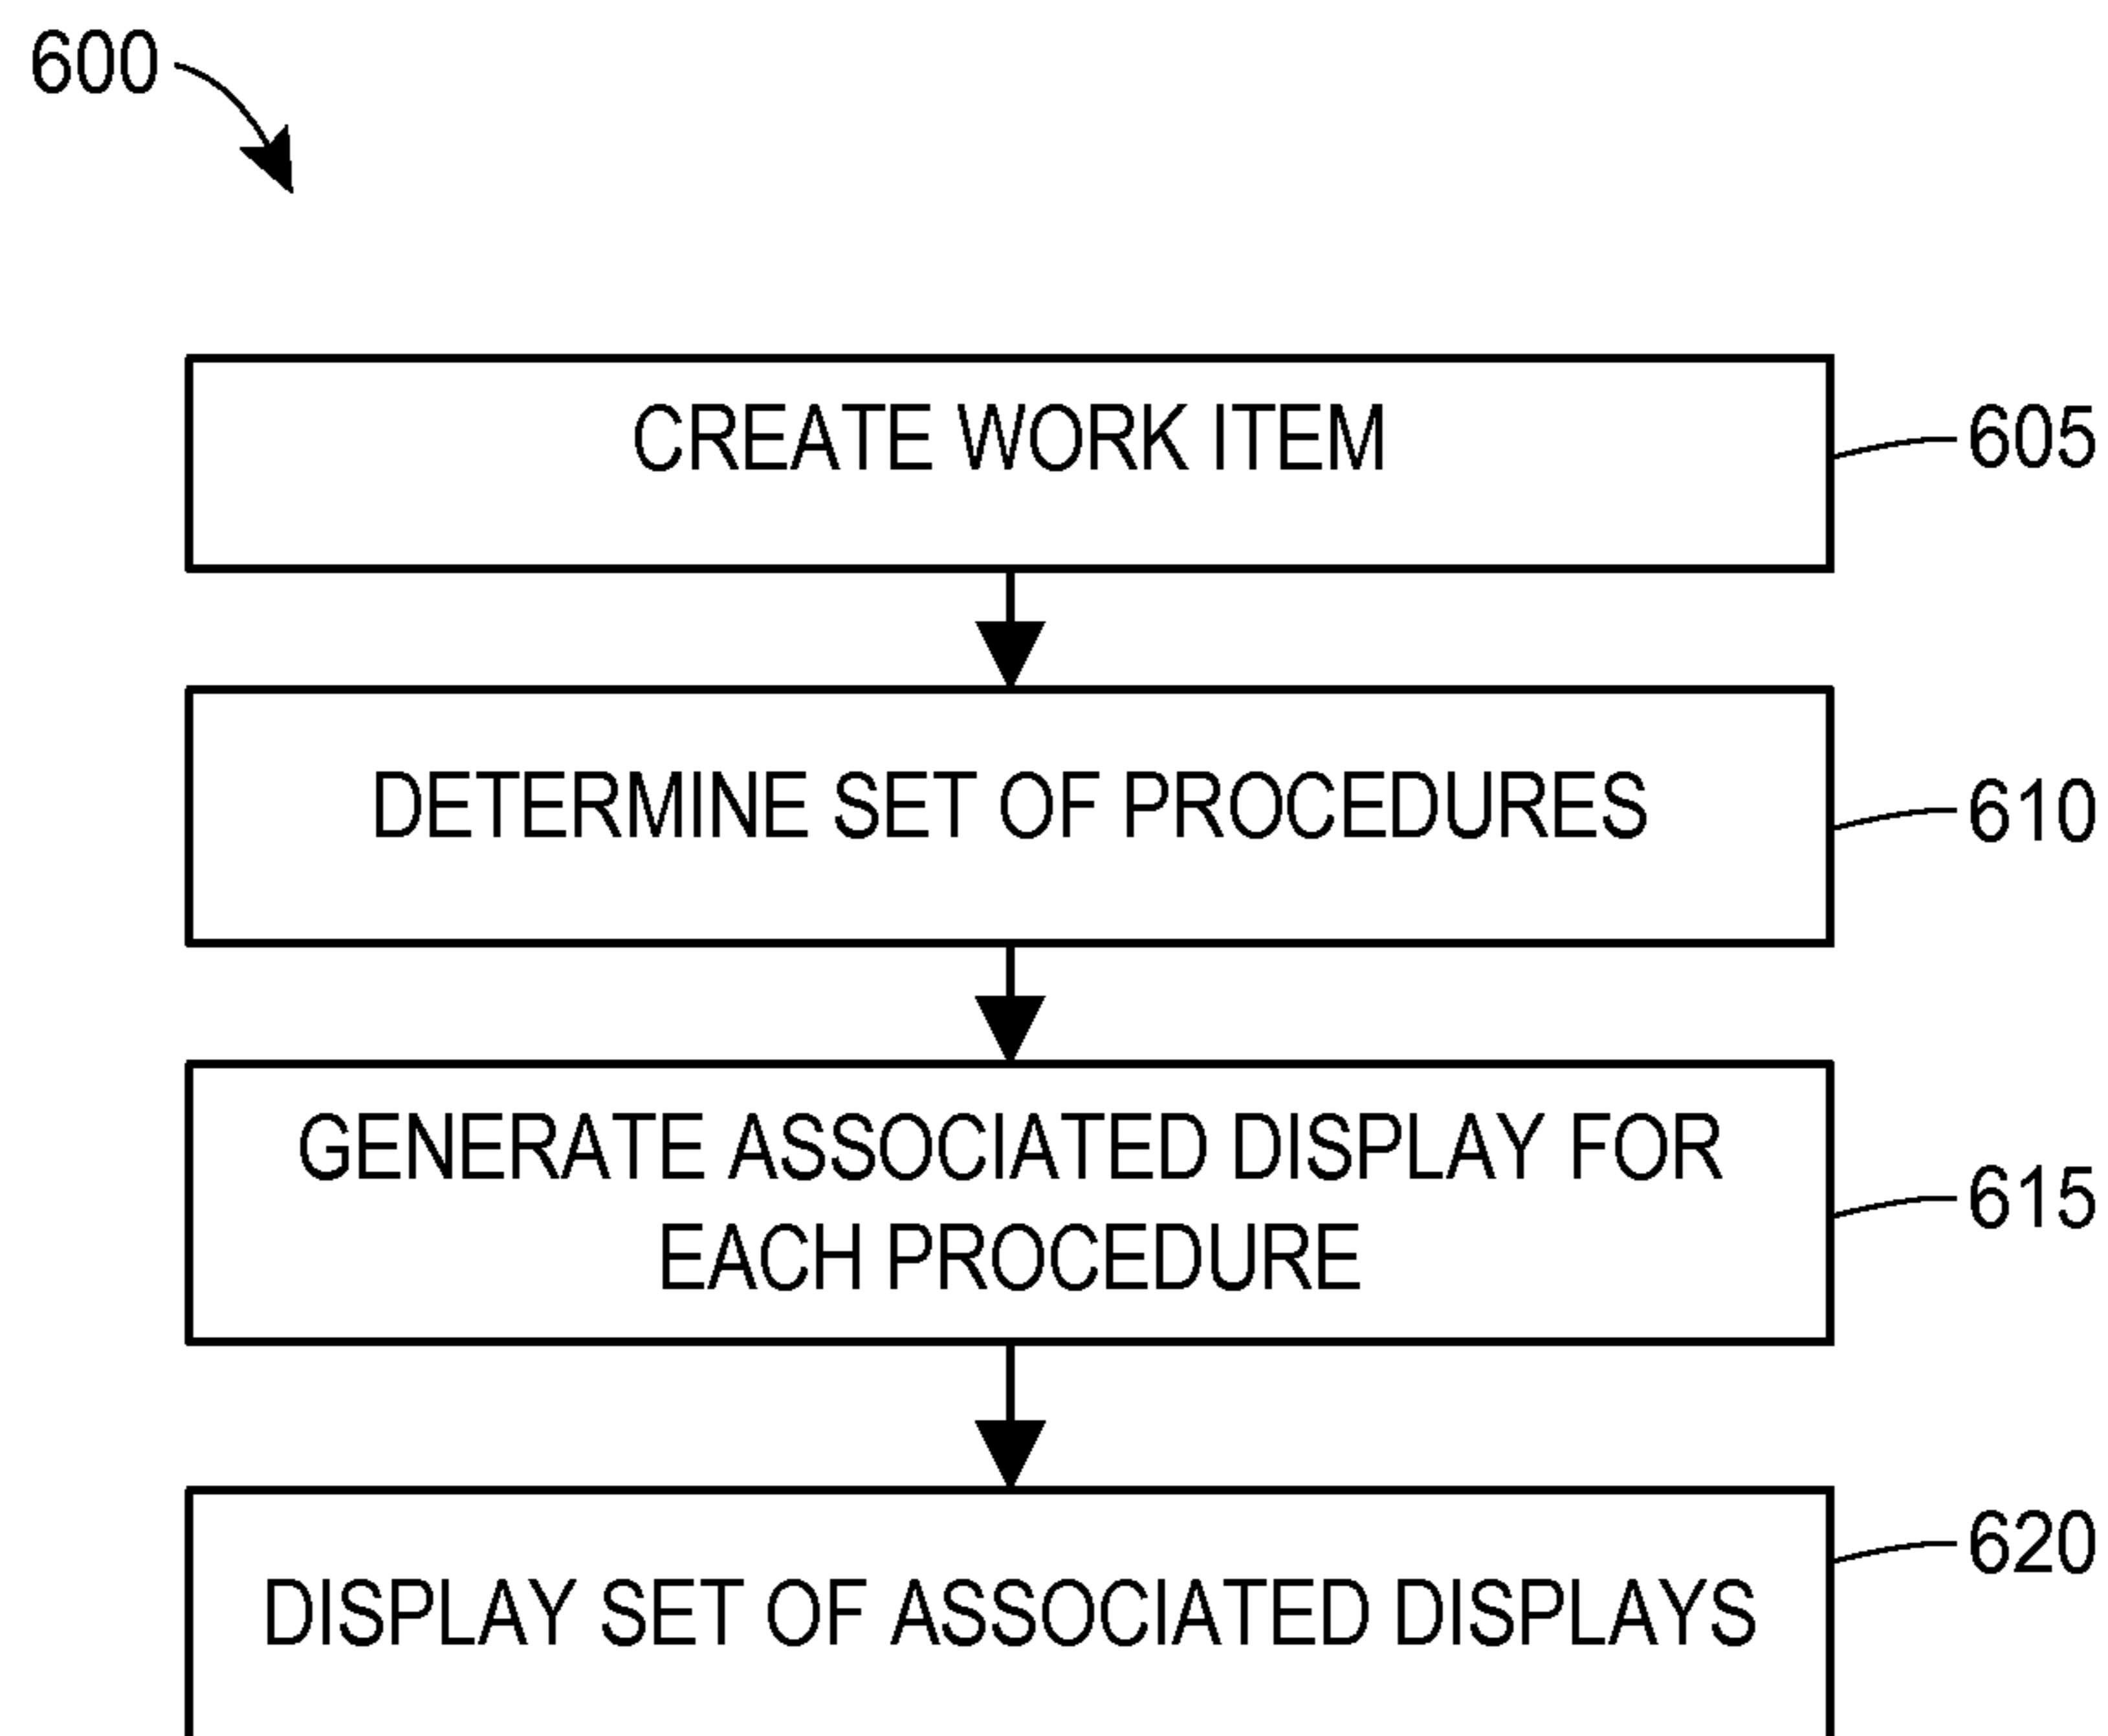 600
CREATE WORK ITEM
605
DETERMINE SET OF PROCEDURES
610
GENERATE ASSOCIATED DISPLAY FOR
EACH PROCEDURE
615
620
DISPLAY SET OF ASSOCIATED DISPLAYS